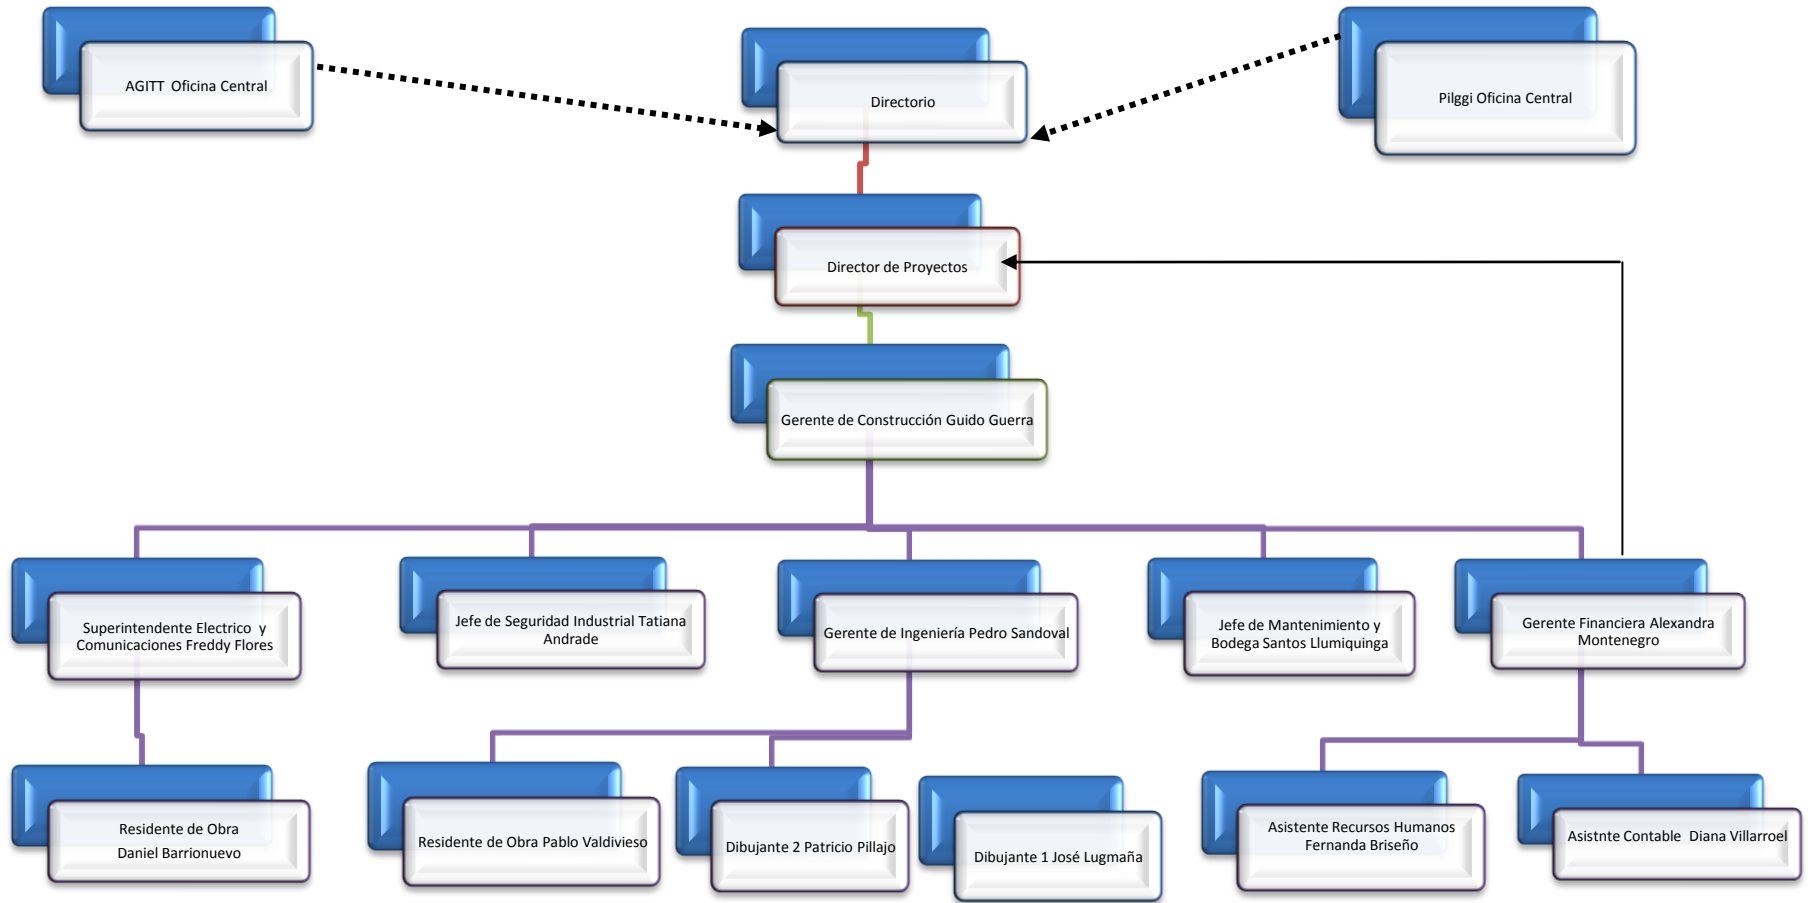 AGITT Oficina Central
Directorio
Pilggi Oficina Central
Director de Proyectos
Gerente de Construcción Guido Guerra
Superintendente Electrico y
Comunicaciones Freddy Flores
Jefe de Seguridad Industrial Tatiana
Andrade
Gerente de Ingeniería Pedro Sandoval
Jefe de Mantenimiento y
Bodega Santos Llumiquinga
Gerente Financiera Alexandra
Montenegro
Residente de Obra
Daniel Barrionuevo
Residente de Obra Pablo Valdivieso
Dibujante 2 Patricio Pillajo
Dibujante 1 José Lugmaña
Asistente Recursos Humanos
Fernanda Briseño
Asistnte Contable Diana Villarroel